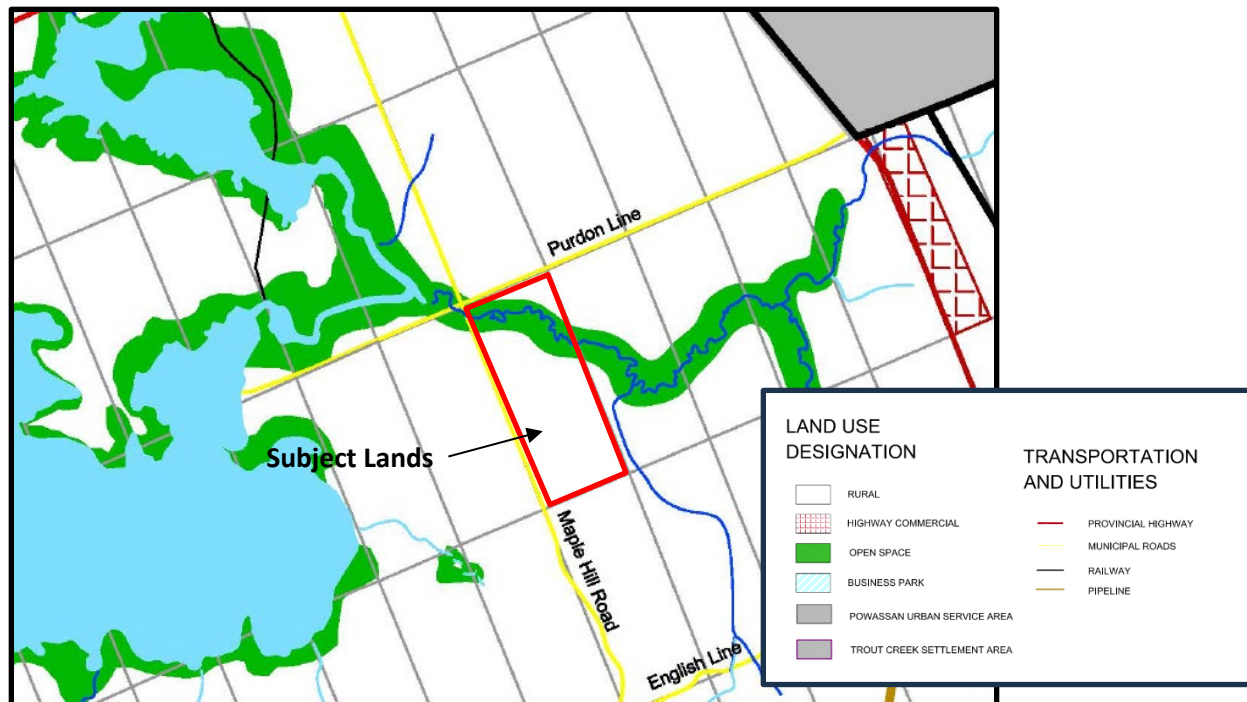 Purdon Line
Subject Lands
Maple Hill Road
English Line
LAND USE
DESIGNATION
RURAL
HIGHWAY COMMERCIAL
OPEN SPACE
BUSINESS PARK
POWASSAN URBAN SERVICE AREA
TROUT CREEK SETTLEMENT AREA
TRANSPORTATION
AND UTILITIES
PROVINCIAL HIGHWAY
MUNICIPAL ROADS
RAILWAY
PIPELINE